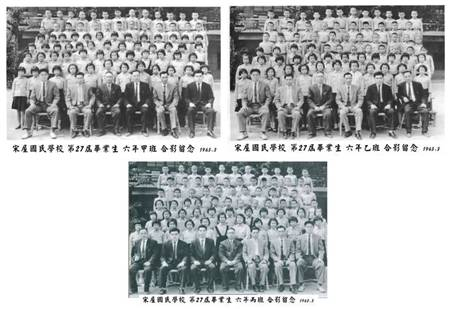 宋屋國民學校 第27屆畢業生 六年甲班 合影留念 1965.3
宋屋國民學校 第27屆畢業生 六年乙班 合影留念 1965.3
宋屋國民學校 第27屆畢業生 六年丙班 合影留念 1965.3